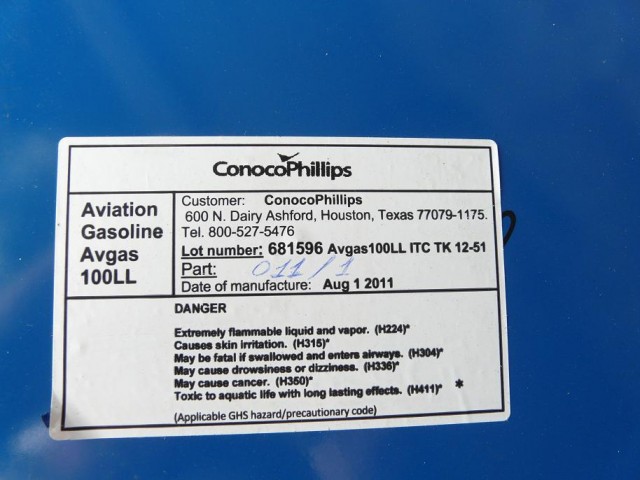 ConocoPhillips
Aviation
Gasoline
Avgas
100LL
Customer: ConocoPhillips
600 N. Dairy Ashford, Houston, Texas 77079-1175.
Tel. 800-527-5476
Lot number: 681596 Avgas100LL ITC TK 12-51
Part: 011/1
Date of manufacture: Aug 1 2011
DANGER
Extremely flammable liquid and vapor. (H224)*
Causes skin irritation. (H315)*
May be fatal if swallowed and enters airways. (H304)*
May cause drowsiness or dizziness. (H336)*
May cause cancer. (H350)*
Toxic to aquatic life with long lasting effects. (H411)* *
(Applicable GHS hazard/precautionary code)